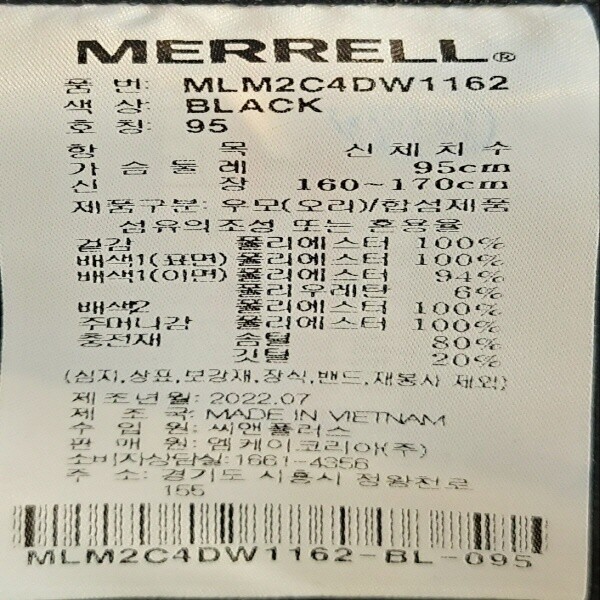 MERRELL®
품 번: MLM2C4DW1162
색 상: BLACK
호 칭: 95
항 목 신체치수
가슴둘레 95cm
신 장 160~170cm
제품구분: 우모(오리)/합섬제품
섬유의조성 또는 혼용율
겉감 폴리에스터 100%
배색1(표면) 폴리에스터 100%
배색1(이면) 폴리에스터 94%
폴리우레탄 6%
배색2 폴리에스터 100%
주머니감 폴리에스터 100%
충전재 솜털 80%
깃털 20%
(심지,상표,보강재,장식,밴드,재봉사 제외)
제조년월: 2022.07
제 조 국: MADE IN VIETNAM
수 입 원: 씨앤플러스
판 매 원: 엠케이코리아(주)
소비자상담실:1661-4356
주 소: 경기도 시흥시 정왕천로
155
MLM2C4DW1162-BL-095